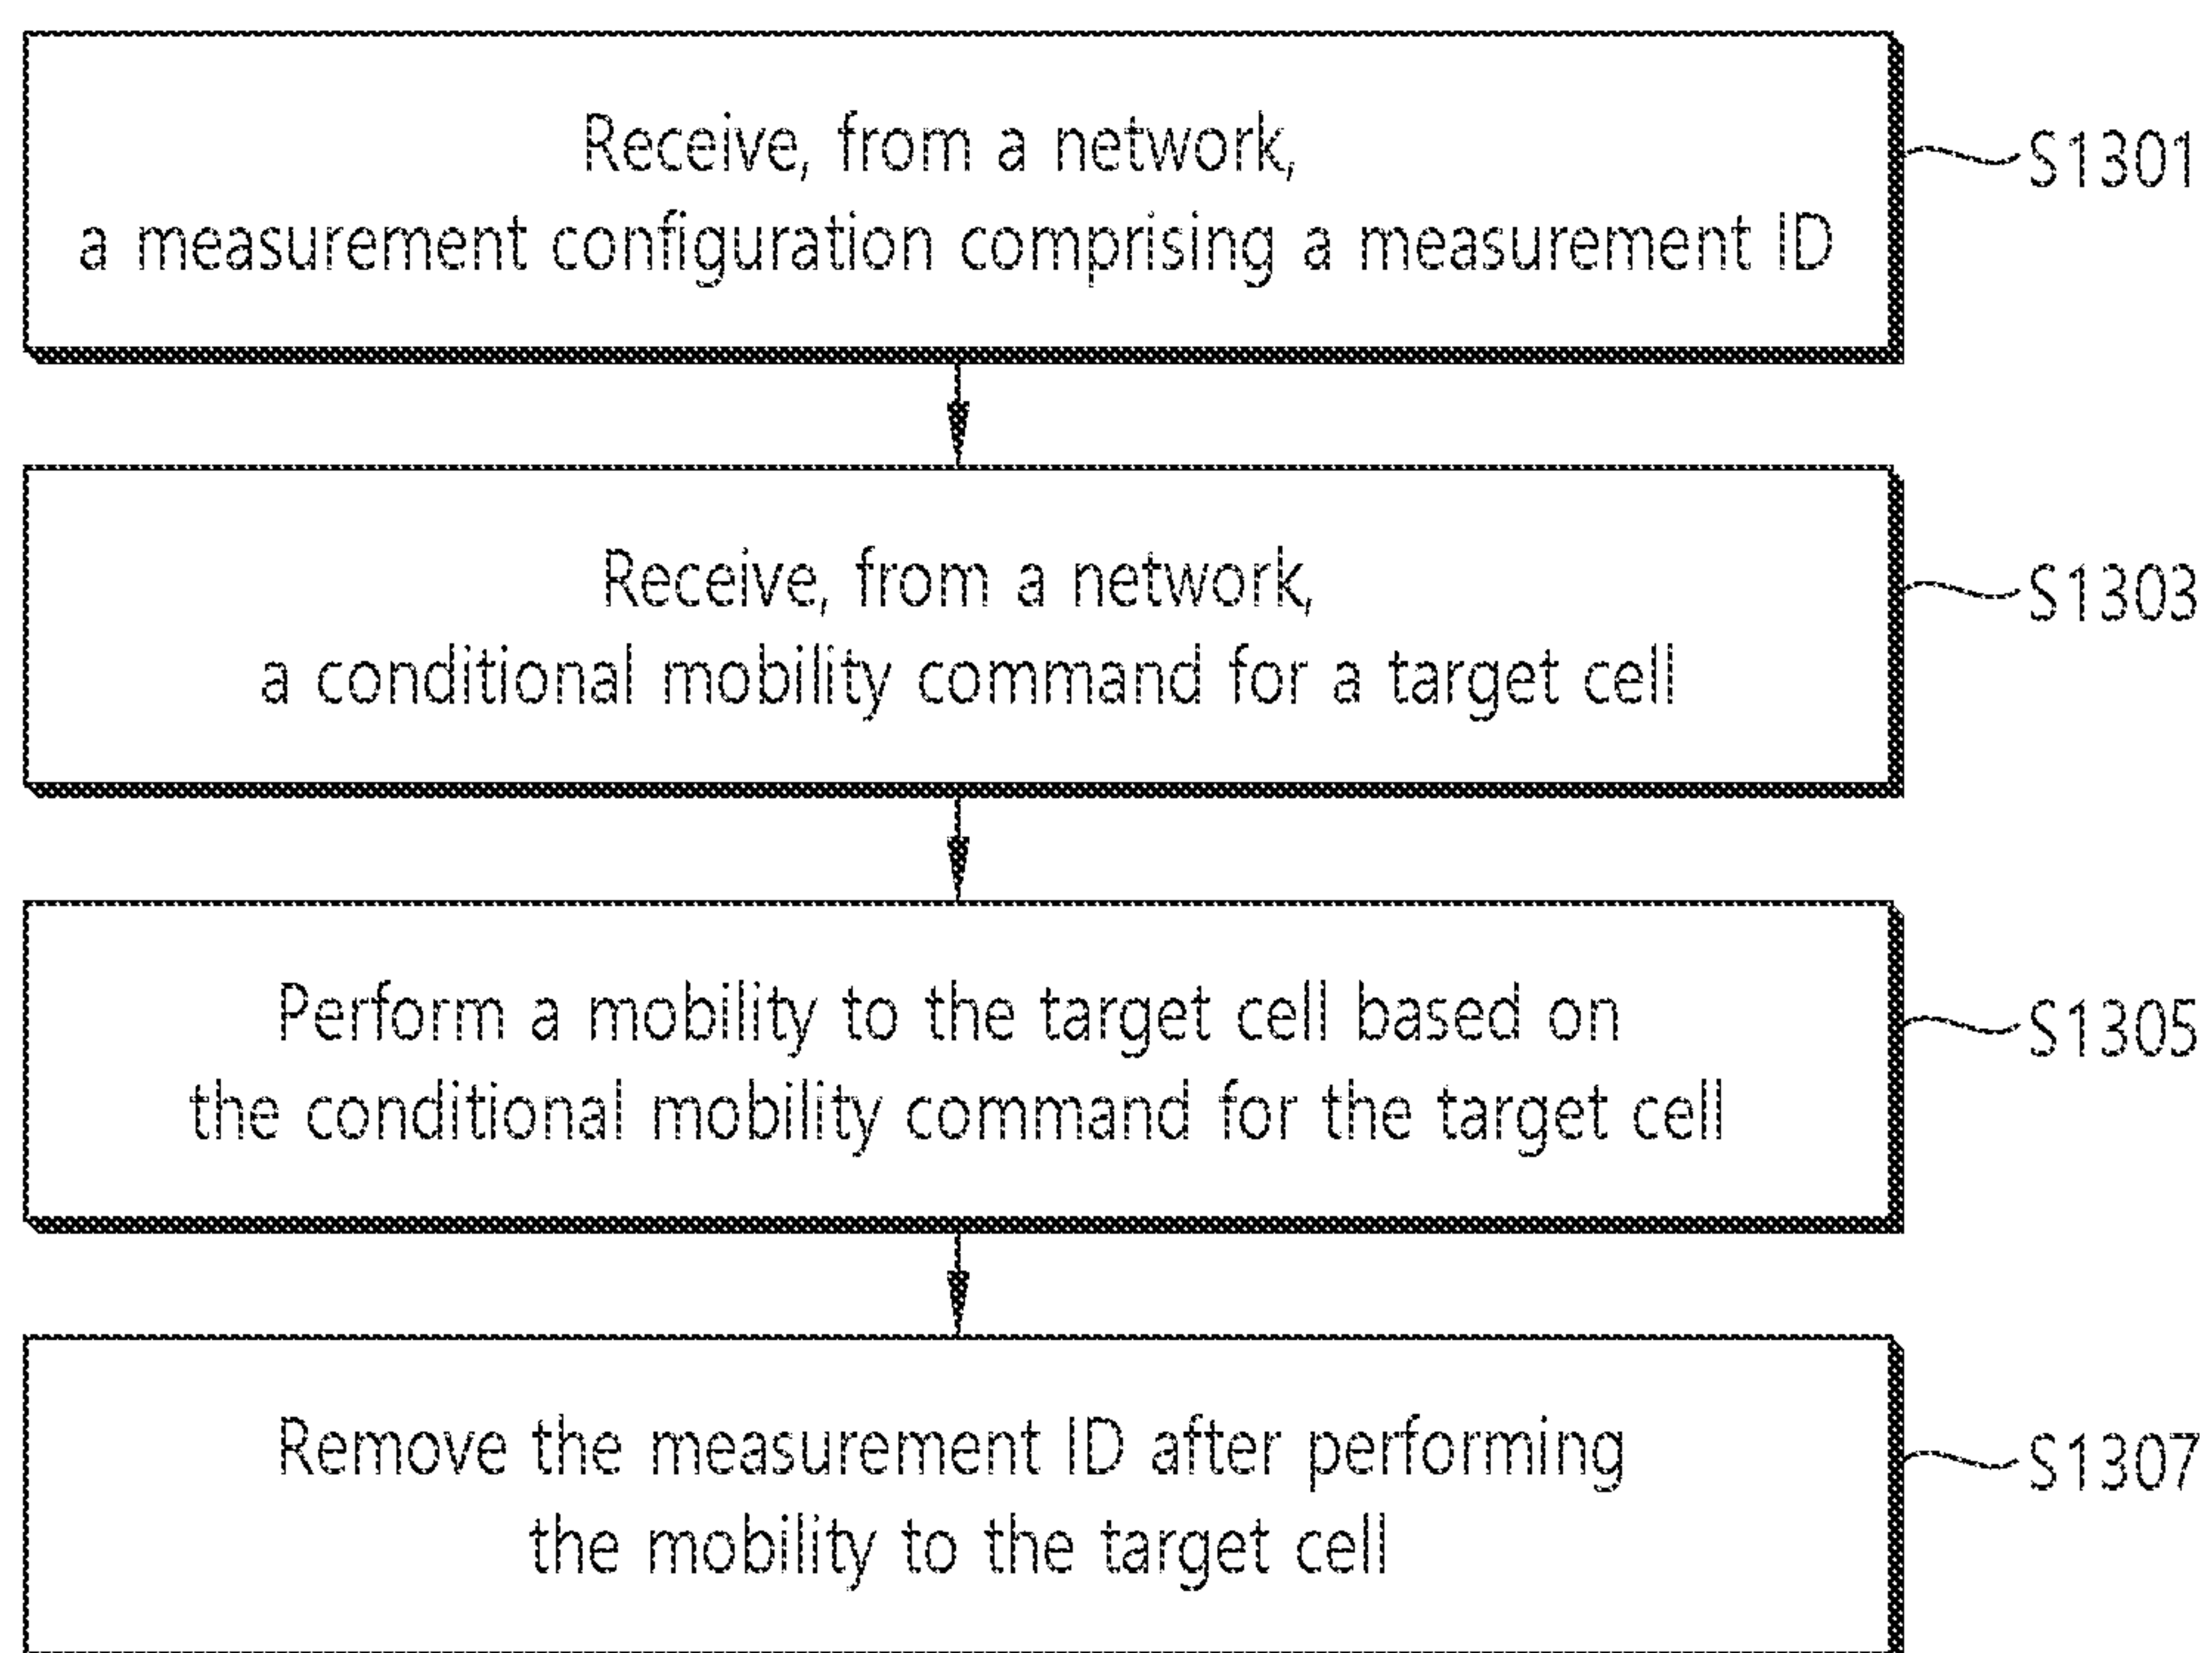 Receive, from a network,
a measurement configuration comprising a measurement ID
S1301
Receive, from a network,
a conditional mobility command for a target cell
S1303
Perform a mobility to the target cell based on
the conditional mobility command for the target cell
S1305
Remove the measurement ID after performing
the mobility to the target cell
S1307